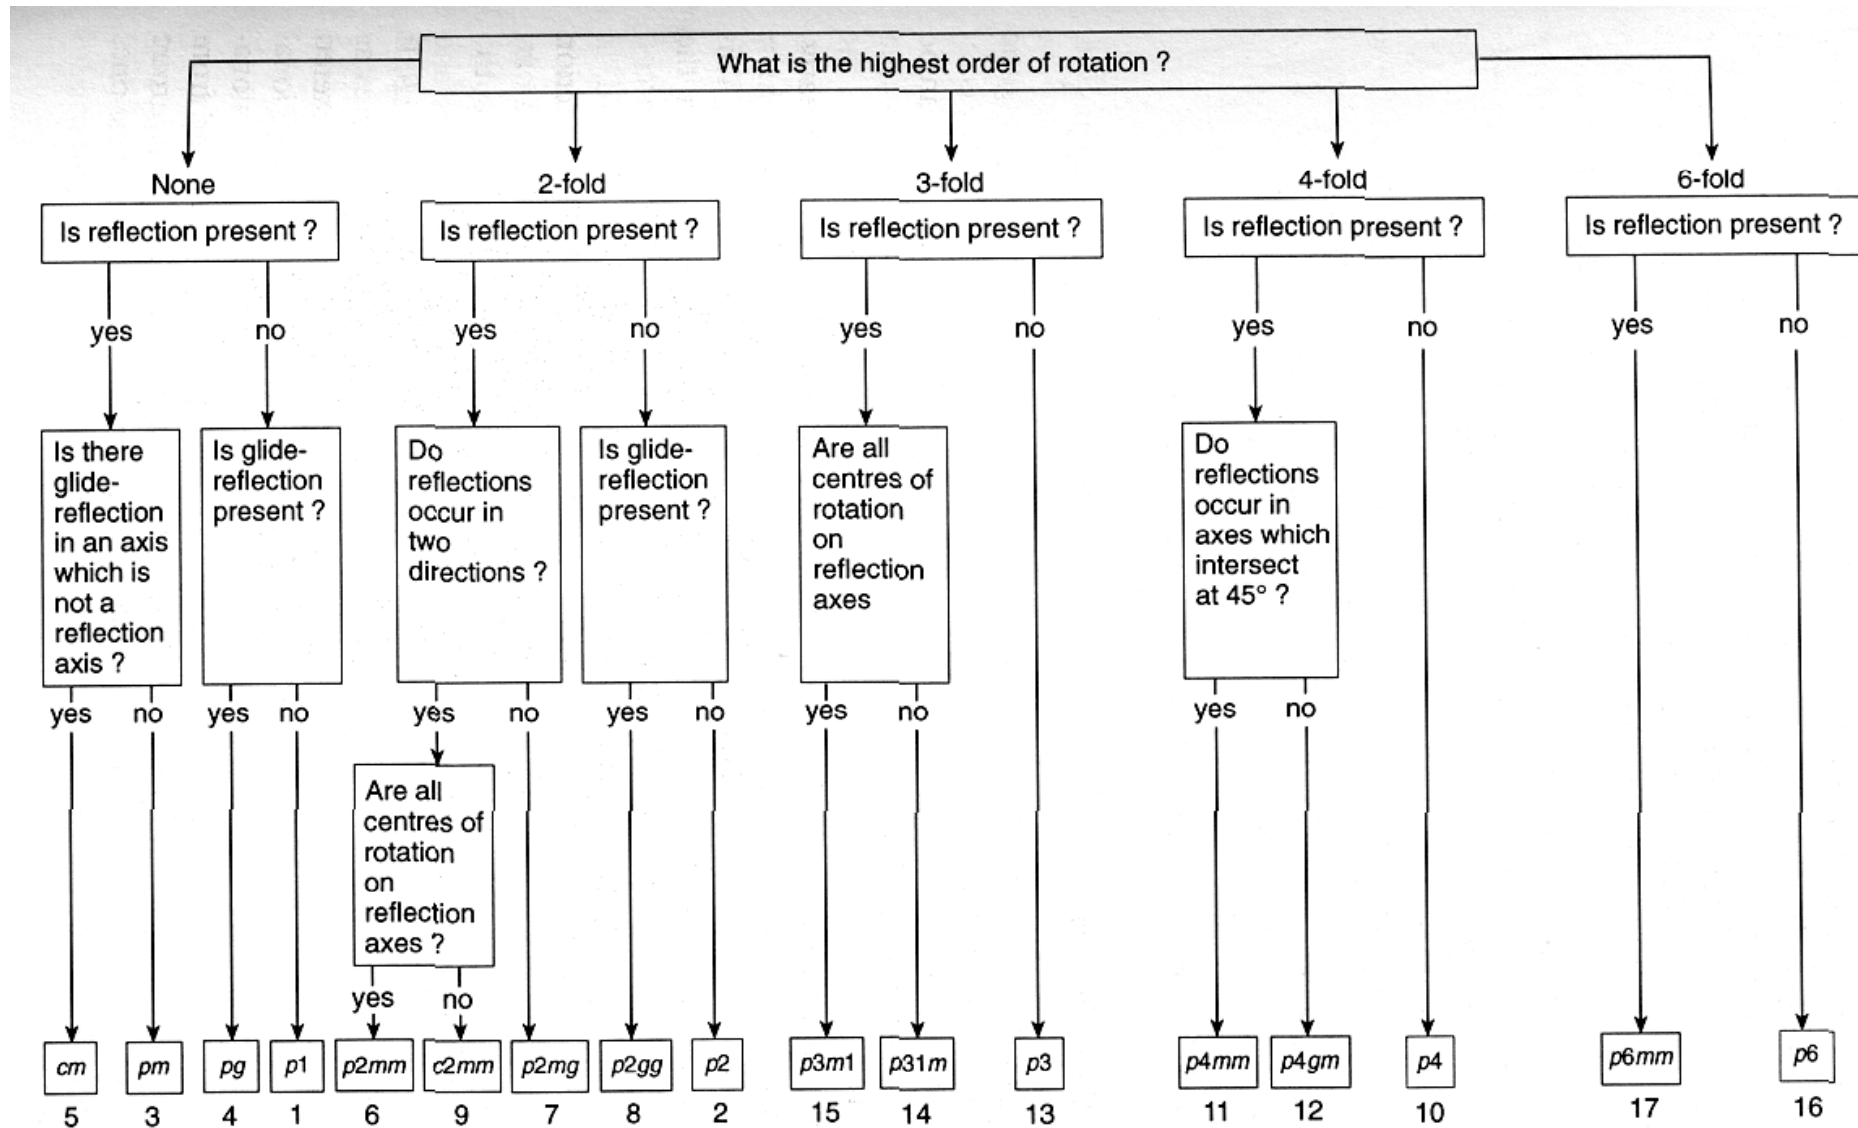 What is the highest order of rotation ?
None
2-fold
3-fold
4-fold
6-fold
Is reflection present ?
Is reflection present ?
Is reflection present ?
Is reflection present ?
Is reflection present ?
yes
no
yes
no
yes
no
yes
no
yes
no
Is there
glide-
reflection
in an axis
which is
not a
reflection
axis ?
Is glide-
reflection
present ?
Do
reflections
occur in
two
directions ?
Is glide-
reflection
present ?
Are all
centres of
rotation
on
reflection
axes
Do
reflections
occur in
axes which
intersect
at 45° ?
yes
no
yes
no
yes
no
yes
no
yes
no
yes
no
Are all
centres of
rotation
on
reflection
axes ?
yes
no
cm
pm
pg
p1
p2mm
c2mm
p2mg
p2gg
p2
p3m1
p31m
p3
p4mm
p4gm
p4
p6mm
p6
5
3
4
1
6
9
7
8
2
15
14
13
11
12
10
17
16